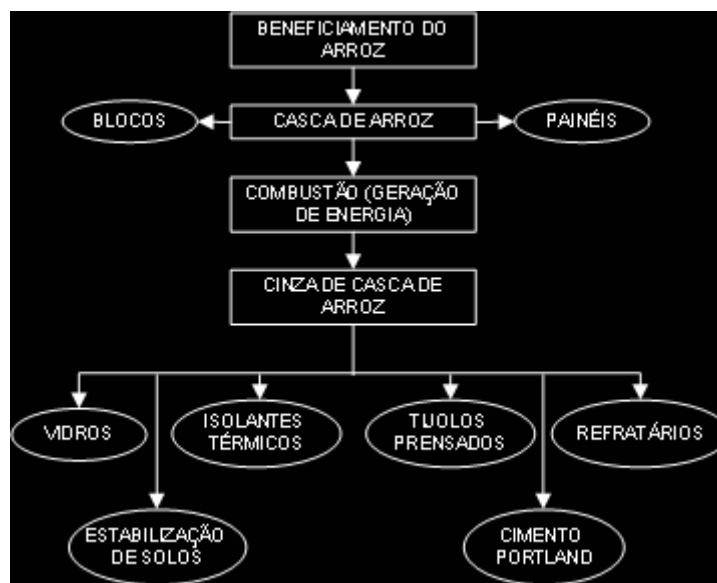 BENEFICIAMENTO DO
ARROZ
BLOCOS
CASCA DE ARROZ
PAINÉIS
COMBUSTÃO (GERAÇÃO
DE ENERGIA)
CINZA DE CASCA DE
ARROZ
VIDROS
ISOLANTES
TÉRMICOS
TIJOLOS
PRENSADOS
REFRATÁRIOS
ESTABILIZAÇÃO
DE SOLOS
CIMENTO
PORTLAND